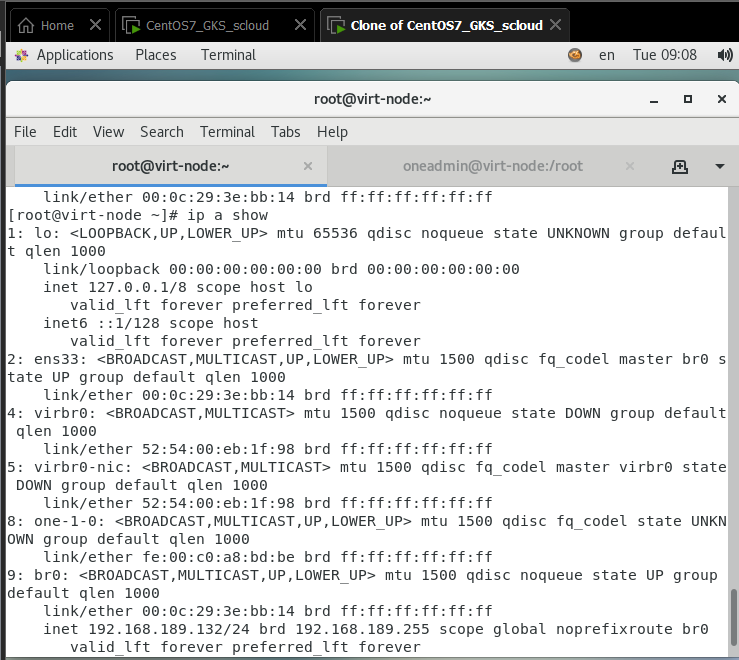 Home
CentOS7_GKS_scloud
Clone of CentOS7_GKS_scloud
Applications Places Terminal en Tue 09:08
root@virt-node:~
File Edit View Search Terminal Tabs Help
root@virt-node:~ oneadmin@virt-node:/root
link/ether 00:0c:29:3e:bb:14 brd ff:ff:ff:ff:ff:ff
[root@virt-node ~]# ip a show
1: lo: <LOOPBACK,UP,LOWER_UP> mtu 65536 qdisc noqueue state UNKNOWN group defaul
t qlen 1000
link/loopback 00:00:00:00:00:00 brd 00:00:00:00:00:00
inet 127.0.0.1/8 scope host lo
valid_lft forever preferred_lft forever
inet6 ::1/128 scope host
valid_lft forever preferred_lft forever
2: ens33: <BROADCAST,MULTICAST,UP,LOWER_UP> mtu 1500 qdisc fq_codel master br0 s
tate UP group default qlen 1000
link/ether 00:0c:29:3e:bb:14 brd ff:ff:ff:ff:ff:ff
4: virbr0: <BROADCAST,MULTICAST> mtu 1500 qdisc noqueue state DOWN group default
qlen 1000
link/ether 52:54:00:eb:1f:98 brd ff:ff:ff:ff:ff:ff
5: virbr0-nic: <BROADCAST,MULTICAST> mtu 1500 qdisc fq_codel master virbr0 state
DOWN group default qlen 1000
link/ether 52:54:00:eb:1f:98 brd ff:ff:ff:ff:ff:ff
8: one-1-0: <BROADCAST,MULTICAST,UP,LOWER_UP> mtu 1500 qdisc fq_codel state UNKN
OWN group default qlen 1000
link/ether fe:00:c0:a8:bd:be brd ff:ff:ff:ff:ff:ff
9: br0: <BROADCAST,MULTICAST,UP,LOWER_UP> mtu 1500 qdisc noqueue state UP group
default qlen 1000
link/ether 00:0c:29:3e:bb:14 brd ff:ff:ff:ff:ff:ff
inet 192.168.189.132/24 brd 192.168.189.255 scope global noprefixroute br0
valid_lft forever preferred_lft forever